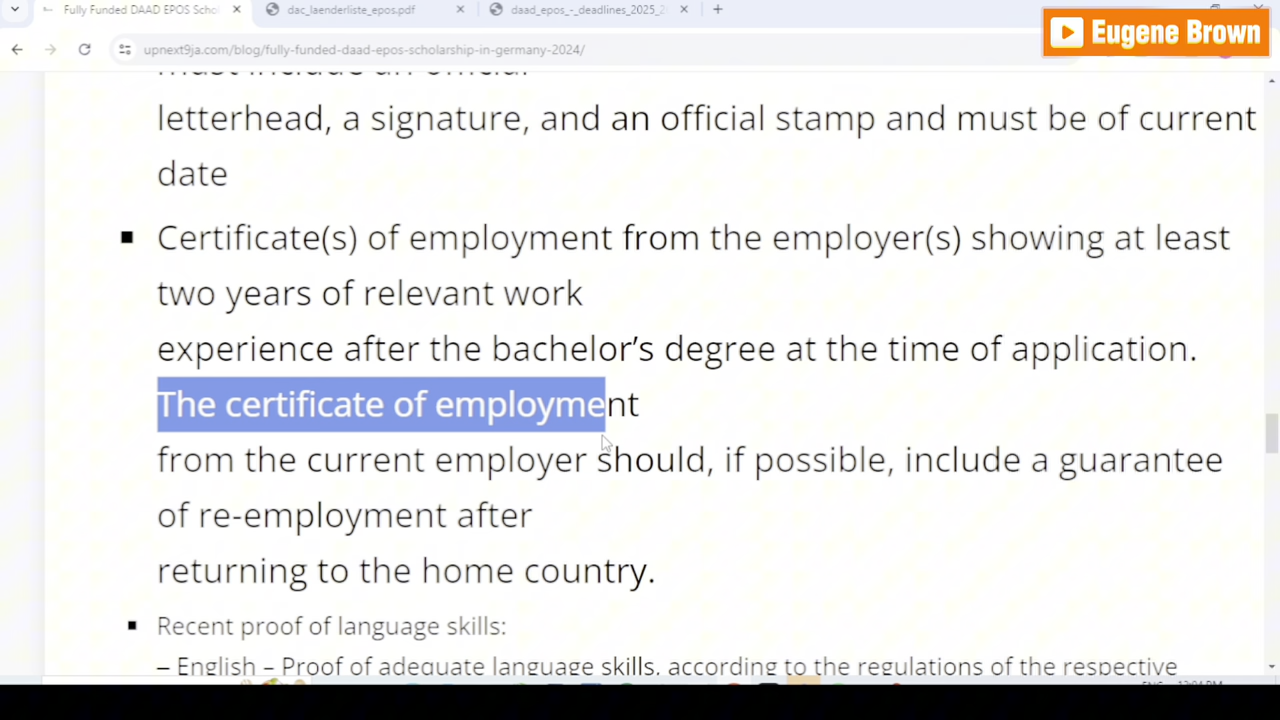 Fully Funded DAAD EPOS Schol
dac_laenderliste_epos.pdf
daad_epos_-_deadlines_2025_2
Eugene Brown
upnext9ja.com/blog/fully-funded-daad-epos-scholarship-in-germany-2024/
must include an official
letterhead, a signature, and an official stamp and must be of current
date
Certificate(s) of employment from the employer(s) showing at least
two years of relevant work
experience after the bachelor’s degree at the time of application.
The certificate of employment
from the current employer should, if possible, include a guarantee
of re-employment after
returning to the home country.
Recent proof of language skills:
– English – Proof of adequate language skills, according to the regulations of the respective